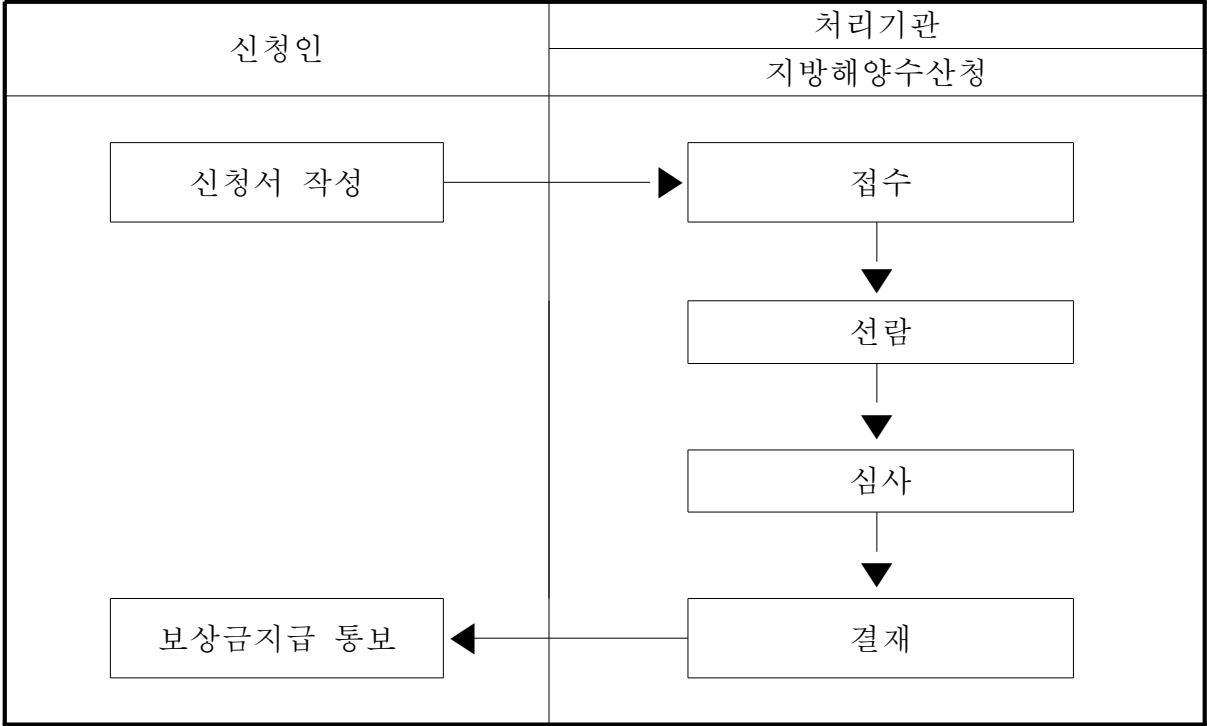 신청인
처리기관
지방해양수산청
신청서 작성
접수
선람
심사
보상금지급 통보
결재